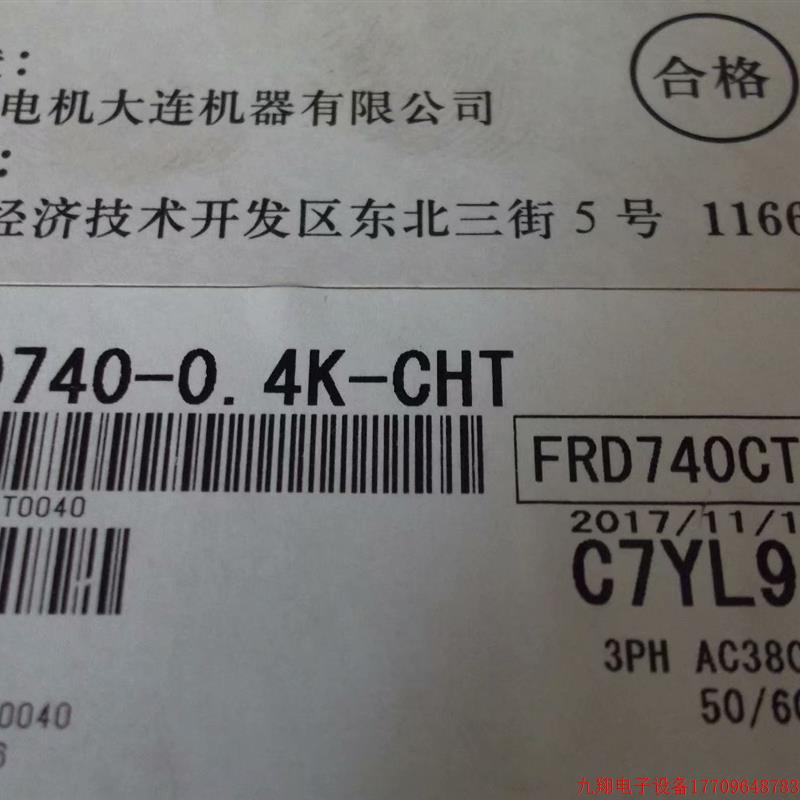 合格
电机大连机器有限公司
:
经济技术开发区东北三街 5 号 1166
D740-0.4K-CHT
FRD740CT
T0040
2017/11/1
C7YL9
3PH AC380
50/60
0040
6
九翔电子设备17709648783